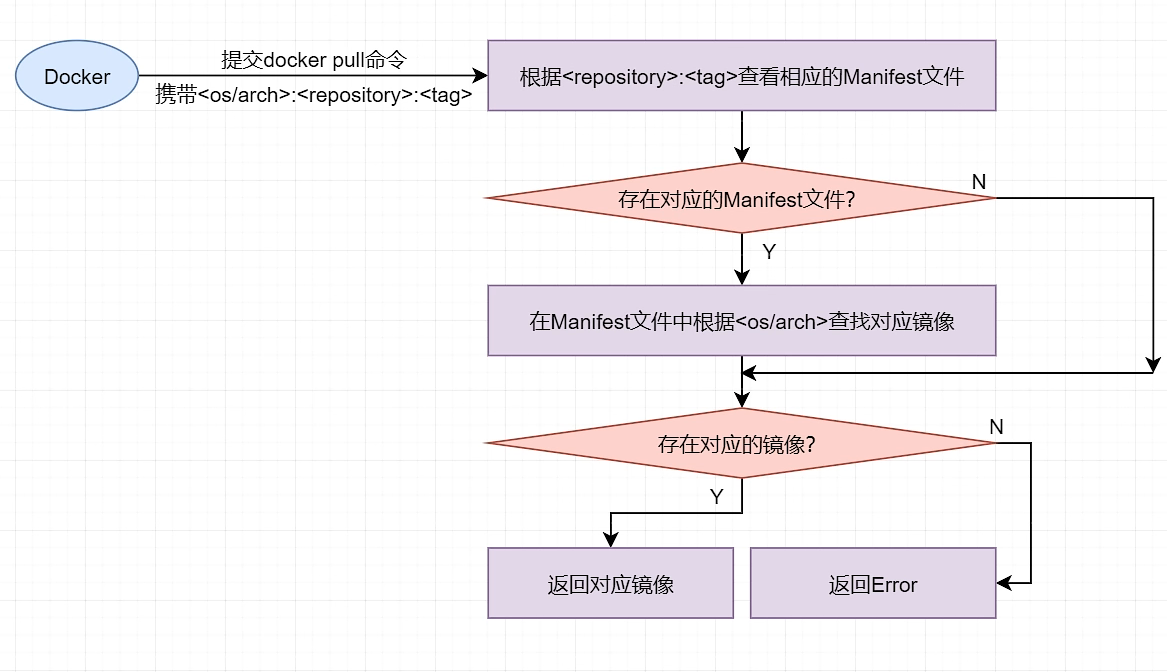 Docker
提交docker pull命令
携带<os/arch>:<repository>:<tag>
根据<repository>:<tag>查看相应的Manifest文件
存在对应的Manifest文件?
N
Y
在Manifest文件中根据<os/arch>查找对应镜像
存在对应的镜像?
N
Y
返回对应镜像
返回Error